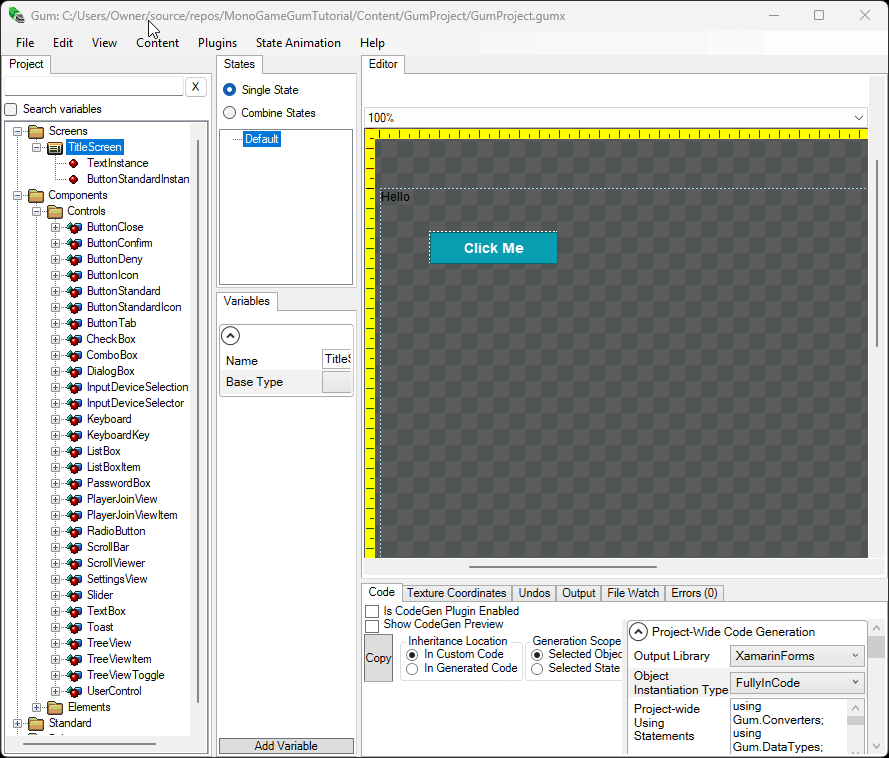 Gum: C:/Users/Owner/source/repos/MonoGameGumTutorial/Content/GumProject/GumProject.gumx
File Edit View Content Plugins State Animation Help
Project
X
Search variables
Screens
TitleScreen
TextInstance
ButtonStandardInstan
Components
Controls
ButtonClose
ButtonConfirm
ButtonDeny
ButtonIcon
ButtonStandard
ButtonStandardIcon
ButtonTab
CheckBox
ComboBox
DialogBox
InputDeviceSelection
InputDeviceSelector
Keyboard
KeyboardKey
ListBox
ListBoxItem
PasswordBox
PlayerJoinView
PlayerJoinViewItem
RadioButton
ScrollBar
ScrollViewer
SettingsView
Slider
TextBox
Toast
TreeView
TreeViewItem
TreeViewToggle
UserControl
Elements
Standard
States
Single State
Combine States
Default
Variables
Name TitleS
Base Type
Add Variable
Editor
100%
Hello
Click Me
Code Texture Coordinates Undos Output File Watch Errors (0)
Is CodeGen Plugin Enabled
Show CodeGen Preview
Copy
Inheritance Location
In Custom Code
In Generated Code
Generation Scope
Selected Objec
Selected State
Project-Wide Code Generation
Output Library XamarinForms
Object
Instantiation Type FullyInCode
Project-wide
Using
Statements
using
Gum.Converters;
using
Gum.DataTypes;